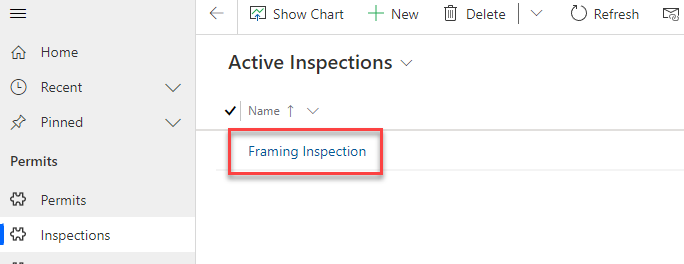 Show Chart
New
Delete
Refresh
Home
Recent
Pinned
Permits
Permits
Inspections
Active Inspections
Name
Framing Inspection